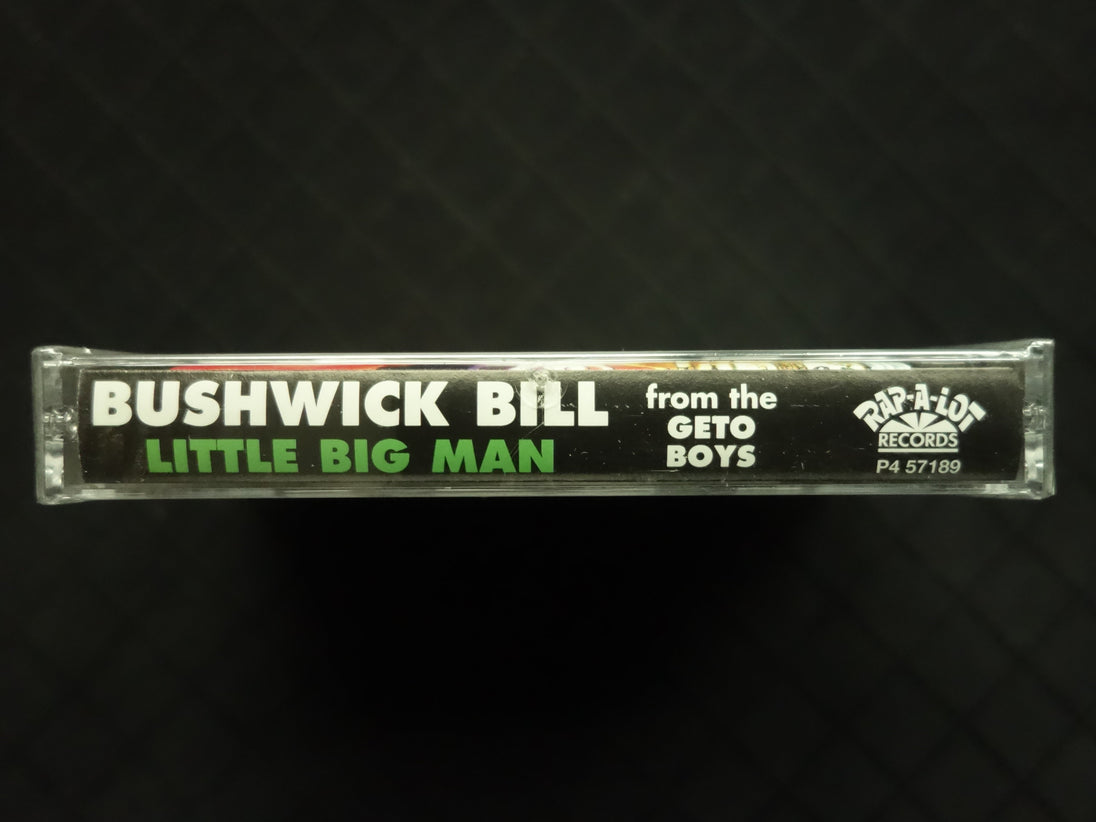 BUSHWICK BILL
LITTLE BIG MAN
from the
GETO
BOYS
RAP-A-LOT
RECORDS
P4 57189